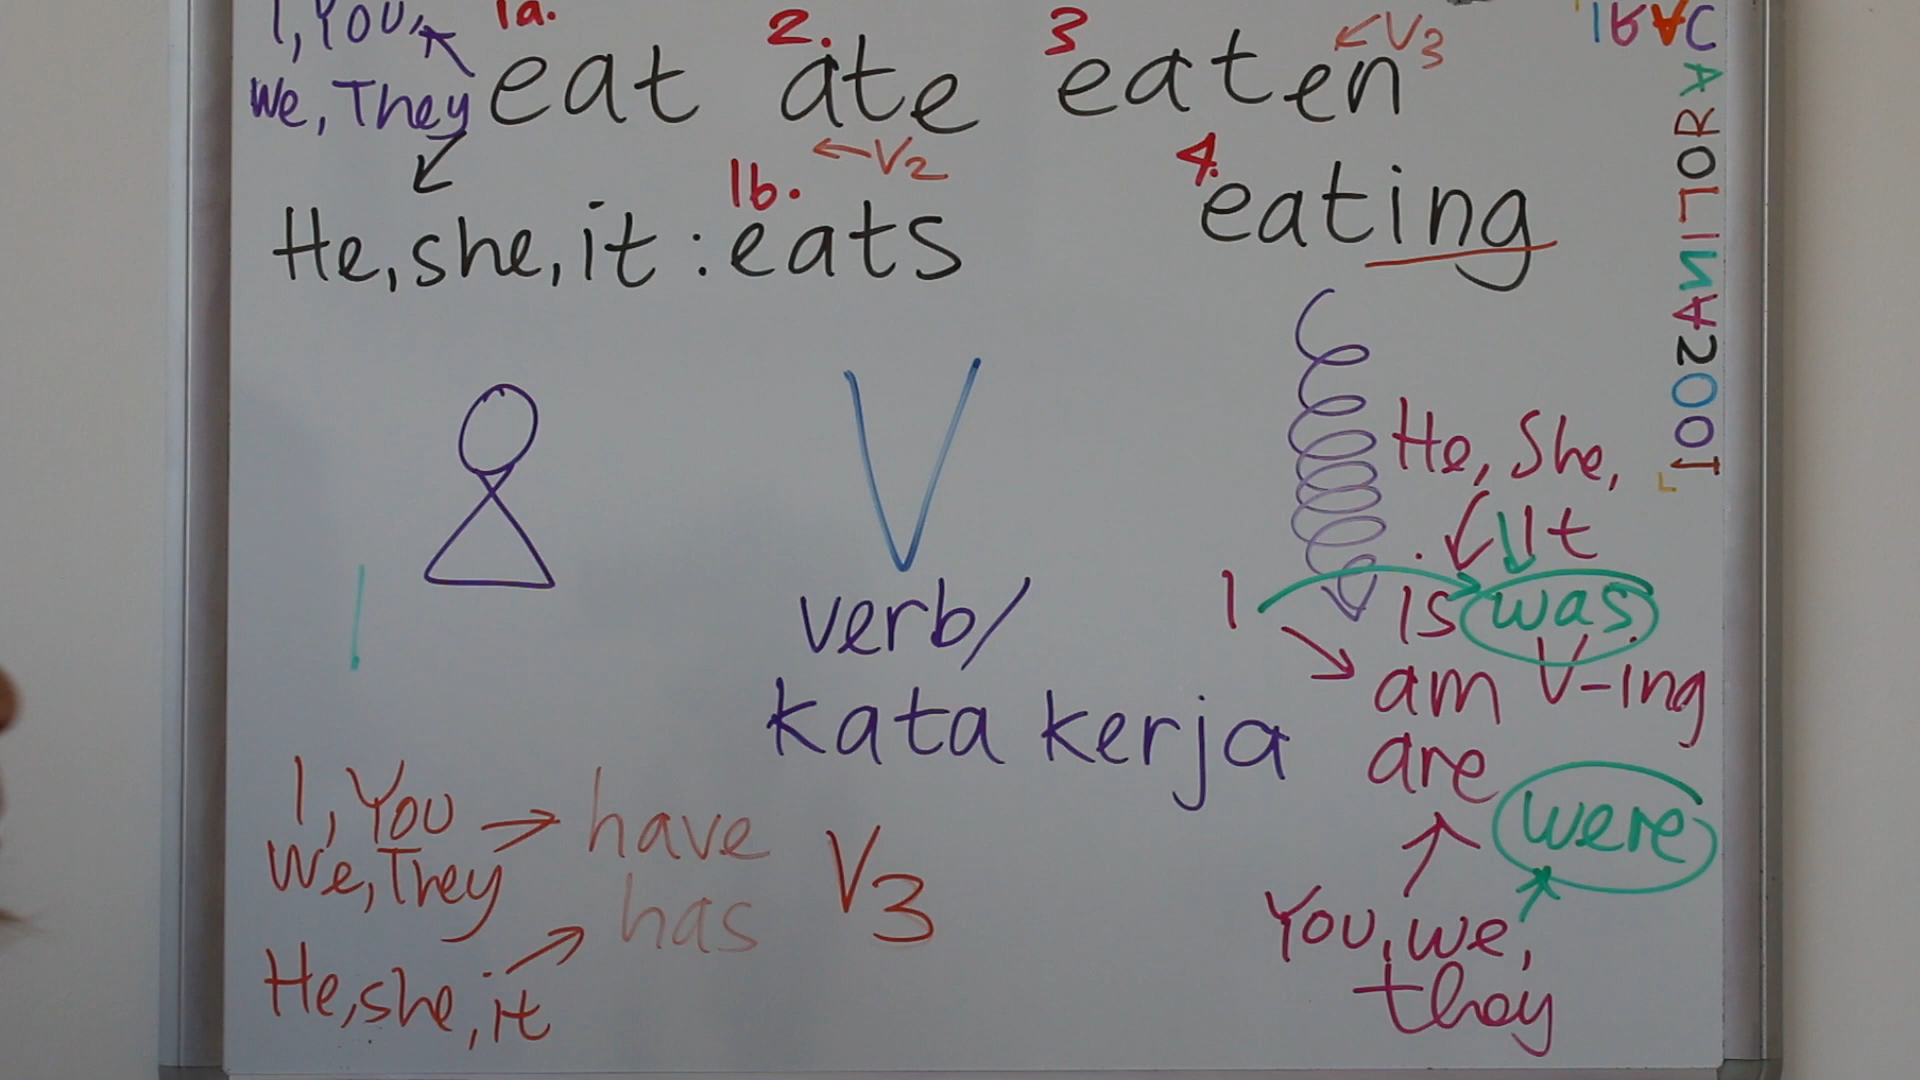 I, You,
We, They
1a. eat 2. ate 3 eaten ←V3
←V2
He, she, it : 1b. eats
4. eating
"IRACAROLINA2001"
V
verb/
kata kerja
He, She,
It
I is was
am V-ing
are
were
You, we,
they
I, You
We, They → have
has
V3
He, she, it